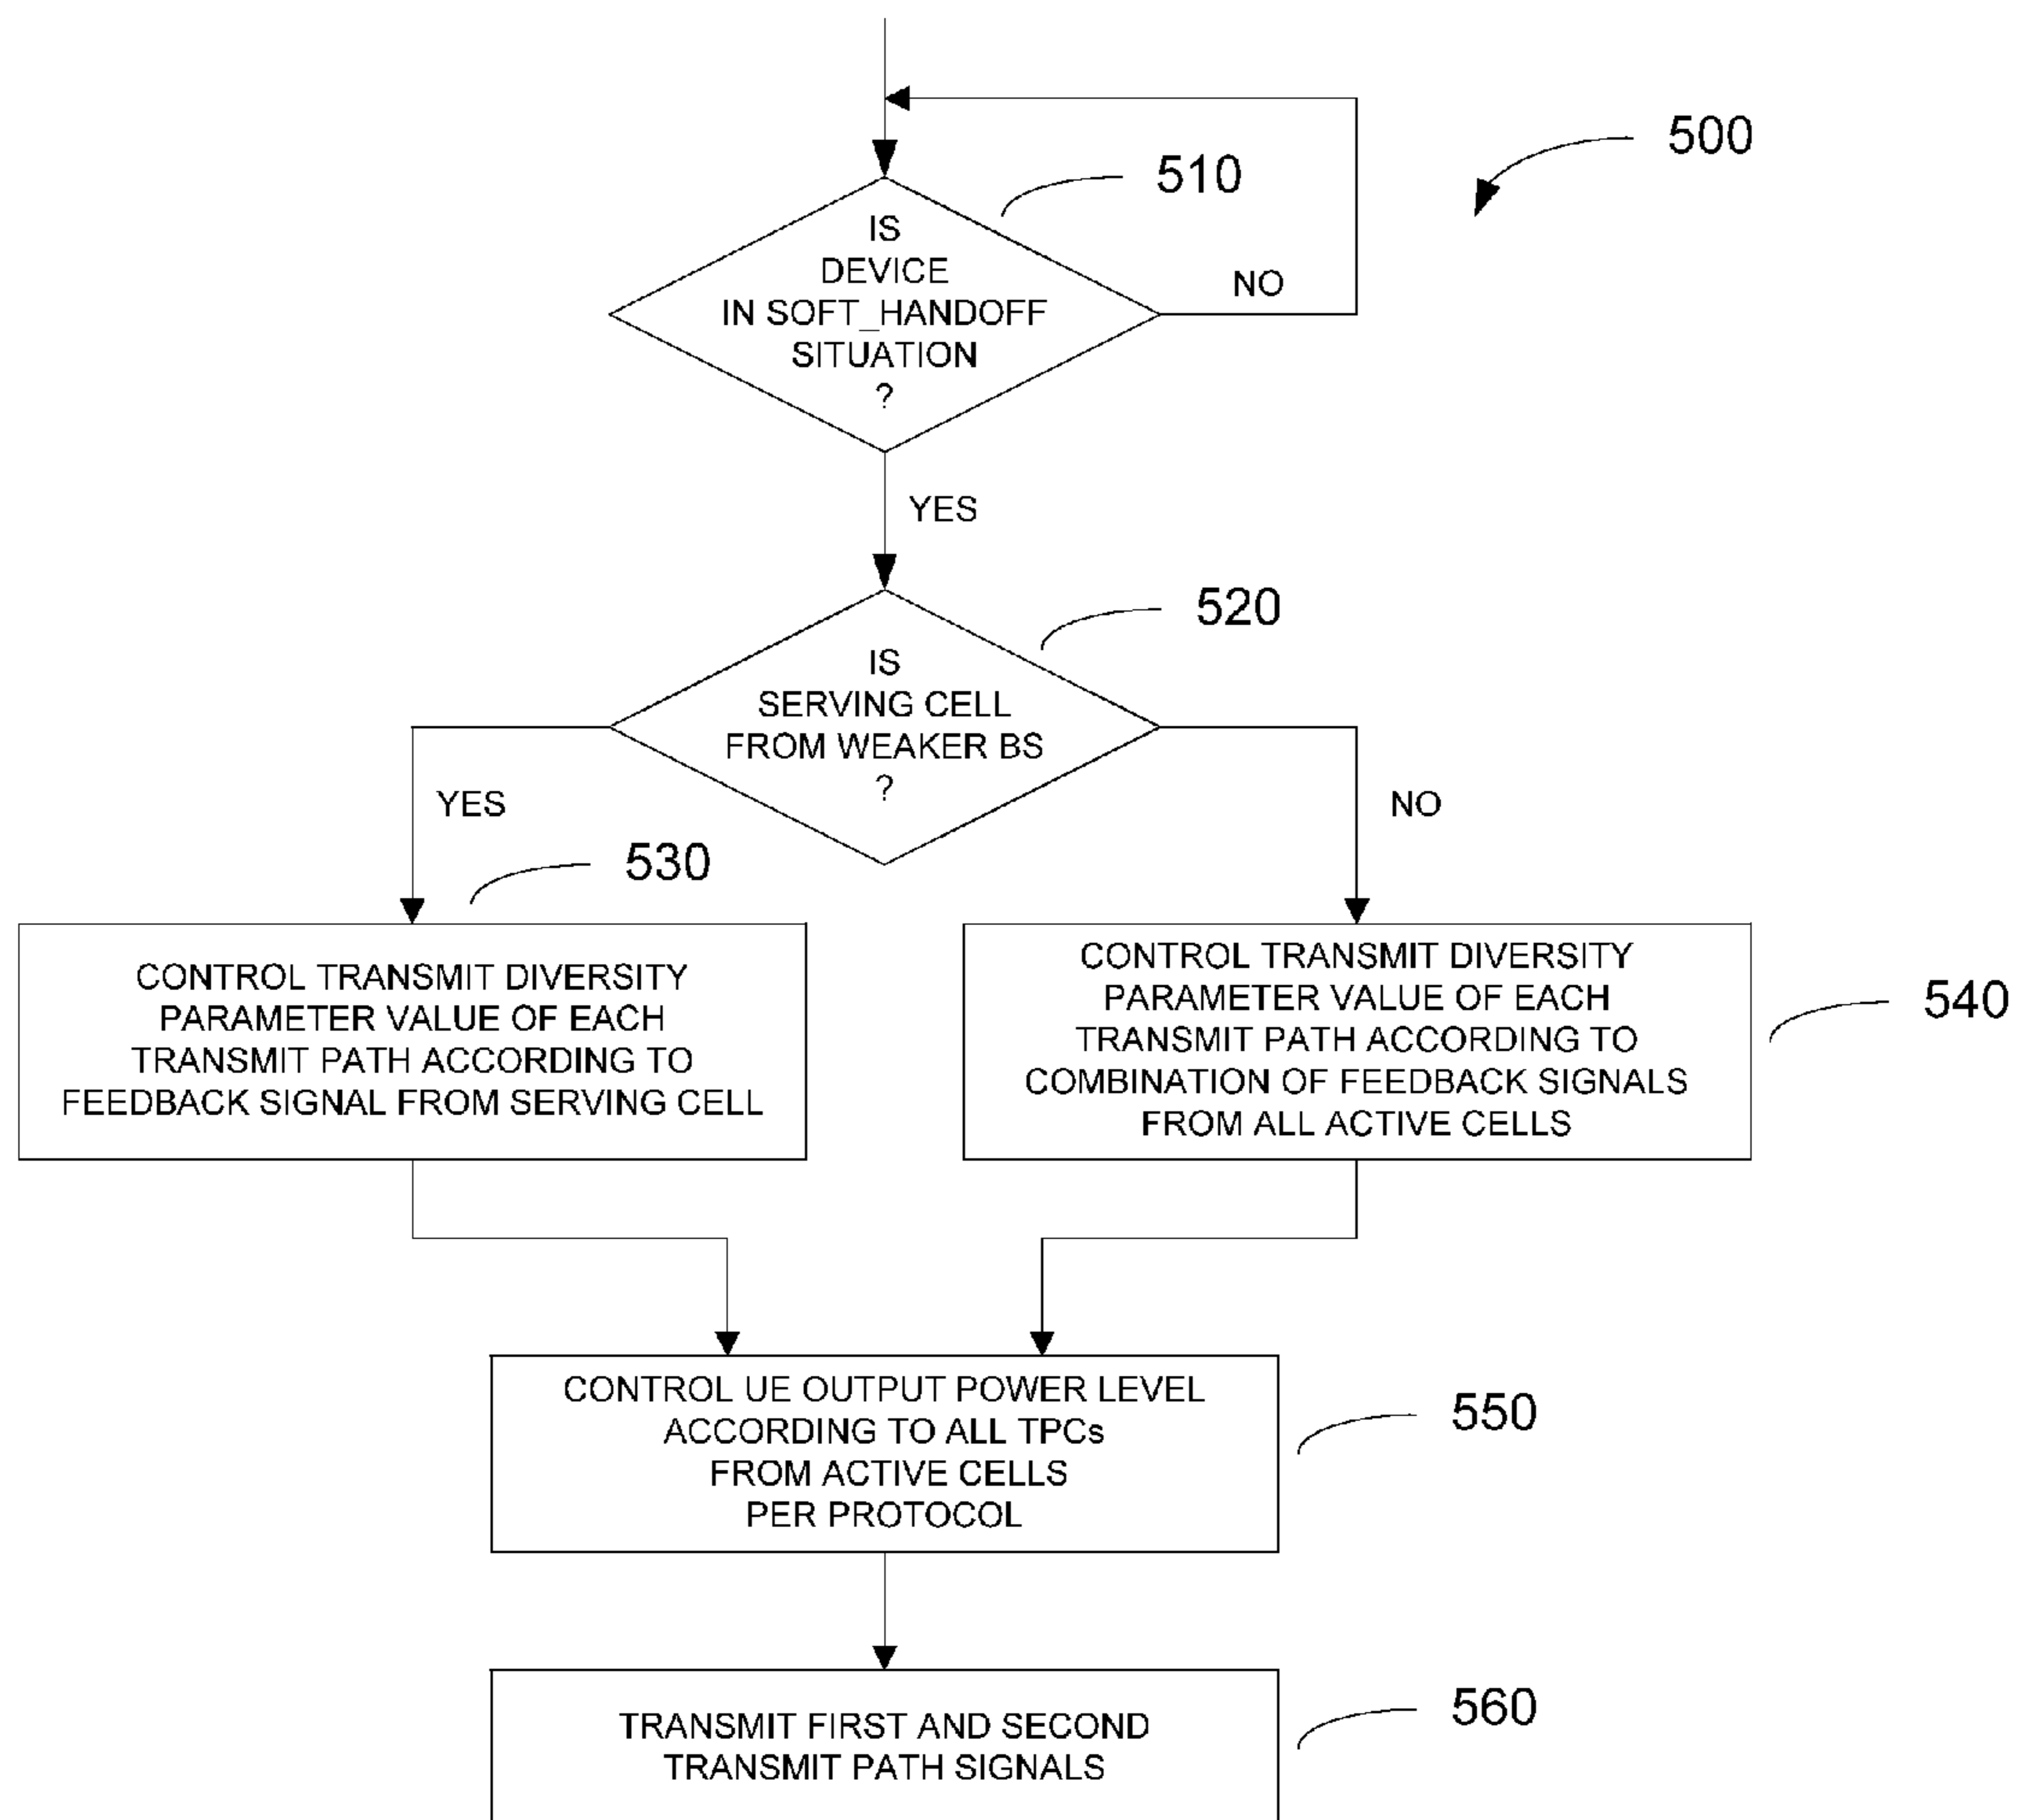 500
510
IS
DEVICE
IN SOFT_HANDOFF
SITUATION
?
NO
YES
520
IS
SERVING CELL
FROM WEAKER BS
?
YES
NO
530
CONTROL TRANSMIT DIVERSITY
PARAMETER VALUE OF EACH
TRANSMIT PATH ACCORDING TO
FEEDBACK SIGNAL FROM SERVING CELL
CONTROL TRANSMIT DIVERSITY
PARAMETER VALUE OF EACH
TRANSMIT PATH ACCORDING TO
COMBINATION OF FEEDBACK SIGNALS
FROM ALL ACTIVE CELLS
540
CONTROL UE OUTPUT POWER LEVEL
ACCORDING TO ALL TPCs
FROM ACTIVE CELLS
PER PROTOCOL
550
TRANSMIT FIRST AND SECOND
TRANSMIT PATH SIGNALS
560